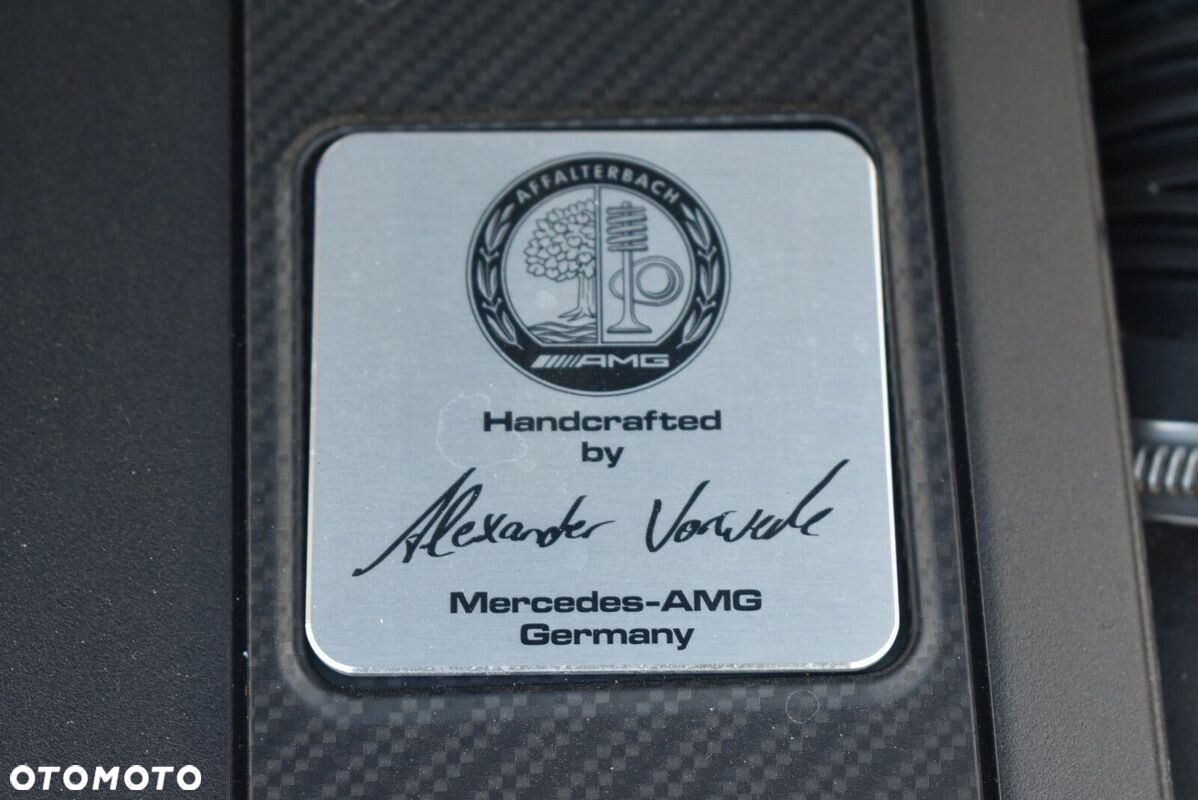 AFFALTERBACH
AMG
Handcrafted
by
Alexander Vorwerk
Mercedes-AMG
Germany
OTOMOTO